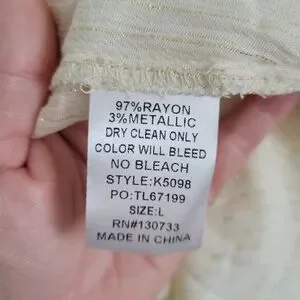 97%RAYON
3%METALLIC
DRY CLEAN ONLY
COLOR WILL BLEED
NO BLEACH
STYLE:K5098
PO:TL67199
SIZE:L
RN#130733
MADE IN CHINA